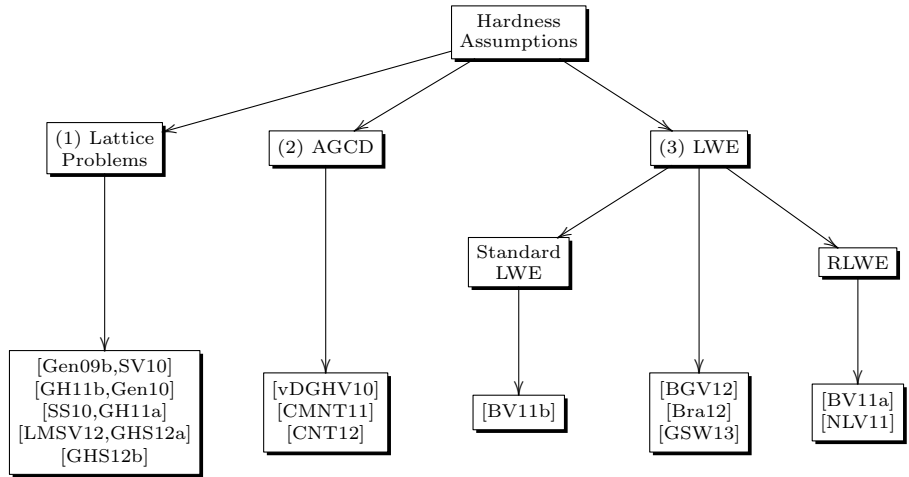 Hardness
Assumptions
(1) Lattice
Problems
(2) AGCD
(3) LWE
Standard
LWE
RLWE
[Gen09b,SV10]
[GH11b,Gen10]
[SS10,GH11a]
[LMSV12,GHS12a]
[GHS12b]
[vDGHV10]
[CMNT11]
[CNT12]
[BV11b]
[BGV12]
[Bra12]
[GSW13]
[BV11a]
[NLV11]